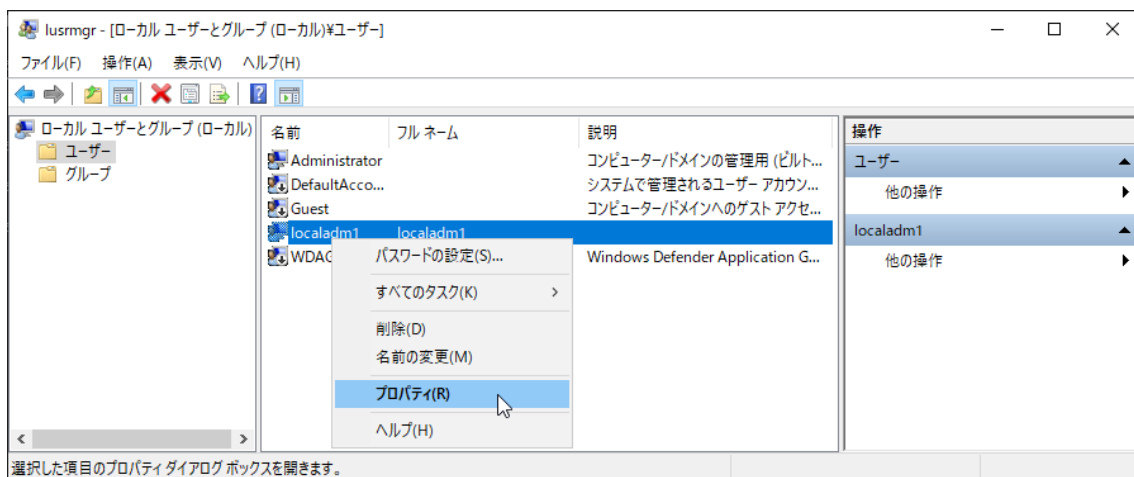 lusrmgr - [ローカル ユーザーとグループ (ローカル)¥ユーザー]
ファイル(F) 操作(A) 表示(V) ヘルプ(H)
ローカル ユーザーとグループ (ローカル)
ユーザー
グループ
名前 フル ネーム 説明
Administrator コンピューター/ドメインの管理用 (ビルト...
DefaultAcco... システムで管理されるユーザー アカウン...
Guest コンピューター/ドメインへのゲスト アクセ...
localadm1 localadm1
WDAG Windows Defender Application G...
パスワードの設定(S)...
すべてのタスク(K)
削除(D)
名前の変更(M)
プロパティ(R)
ヘルプ(H)
操作
ユーザー
他の操作
localadm1
他の操作
選択した項目のプロパティ ダイアログ ボックスを開きます。